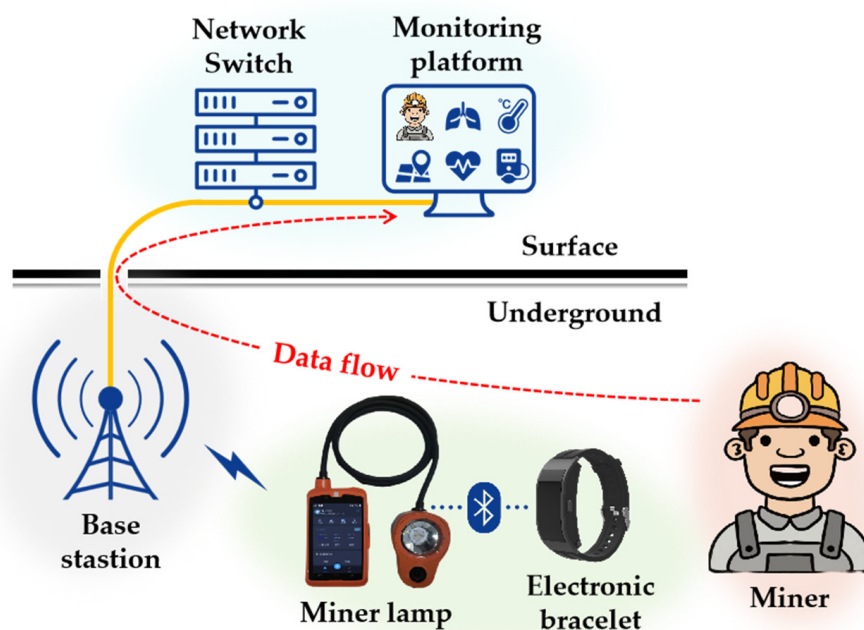 Network
Switch
Monitoring
platform
°C
Surface
Underground
Data flow
Base
stastion
Miner lamp
Electronic
bracelet
Miner